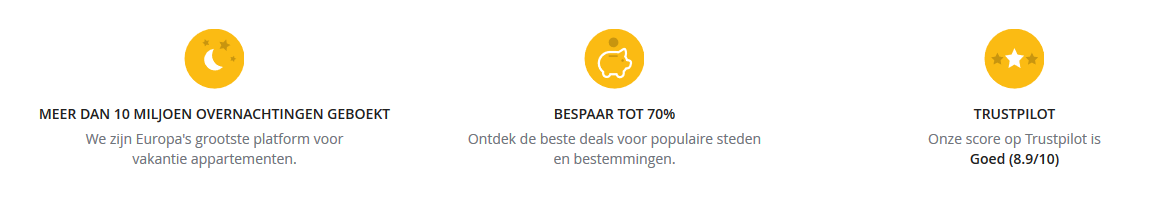 MEER DAN 10 MILJOEN OVERNACHTINGEN GEBOEKT
We zijn Europa's grootste platform voor
vakantie appartementen.
BESPAAR TOT 70%
Ontdek de beste deals voor populaire steden
en bestemmingen.
TRUSTPILOT
Onze score op Trustpilot is
Goed (8.9/10)